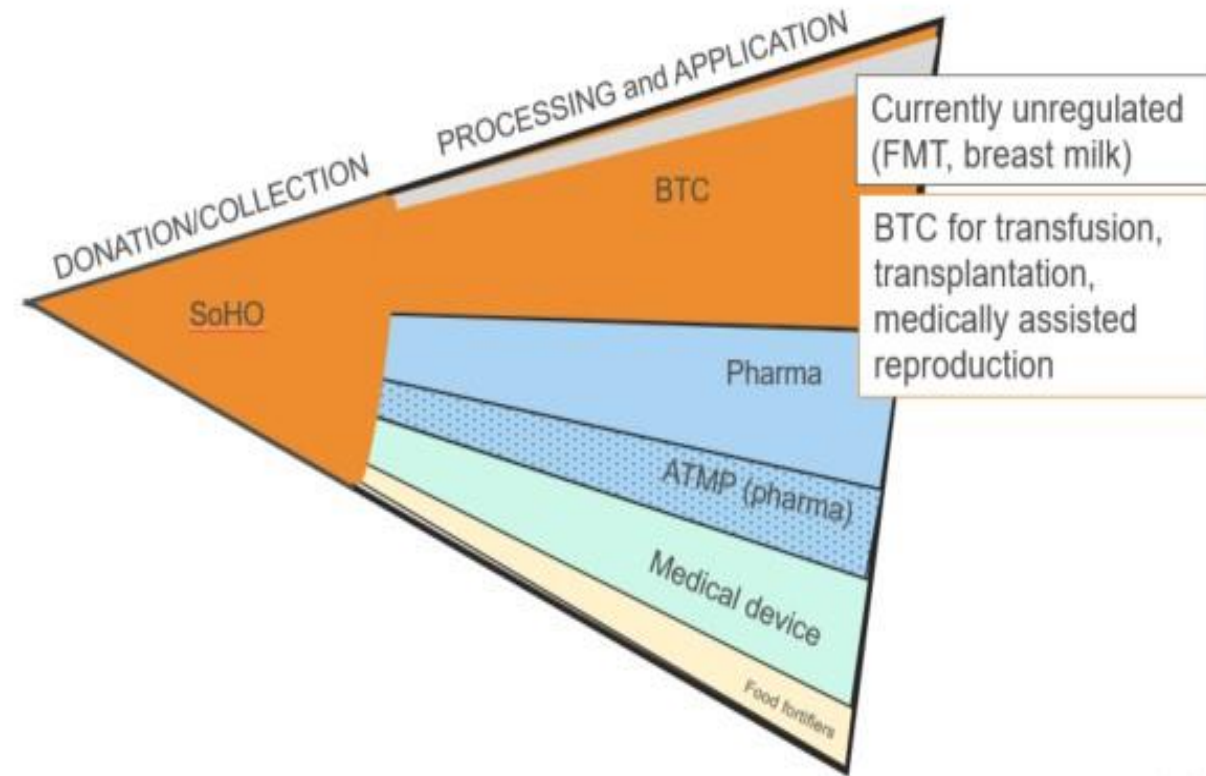 DONATION/COLLECTION
PROCESSING and APPLICATION
Currently unregulated
(FMT, breast milk)
BTC
BTC for transfusion,
transplantation,
medically assisted
reproduction
SoHO
Pharma
ATMP (pharma)
Medical device
Food fortifiers